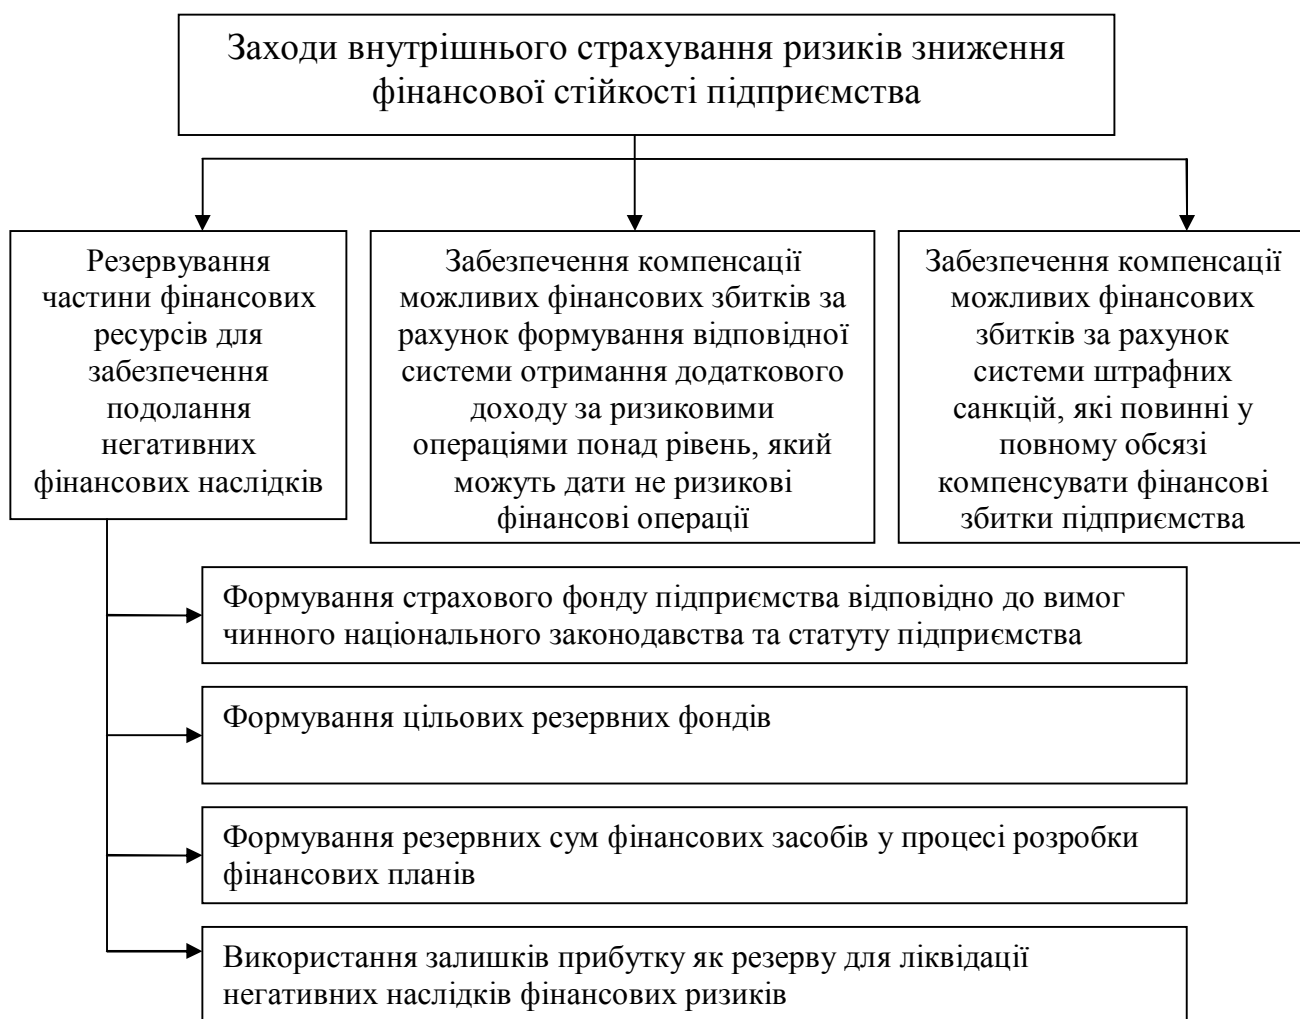 Заходи внутрішнього страхування ризиків зниження
фінансової стійкості підприємства
Резервування
частини фінансових
ресурсів для
забезпечення
подолання
негативних
фінансових наслідків
Забезпечення компенсації
можливих фінансових збитків за
рахунок формування відповідної
системи отримання додаткового
доходу за ризиковими
операціями понад рівень, який
можуть дати не ризикові
фінансові операції
Забезпечення компенсації
можливих фінансових
збитків за рахунок
системи штрафних
санкцій, які повинні у
повному обсязі
компенсувати фінансові
збитки підприємства
Формування страхового фонду підприємства відповідно до вимог
чинного національного законодавства та статуту підприємства
Формування цільових резервних фондів
Формування резервних сум фінансових засобів у процесі розробки
фінансових планів
Використання залишків прибутку як резерву для ліквідації
негативних наслідків фінансових ризиків